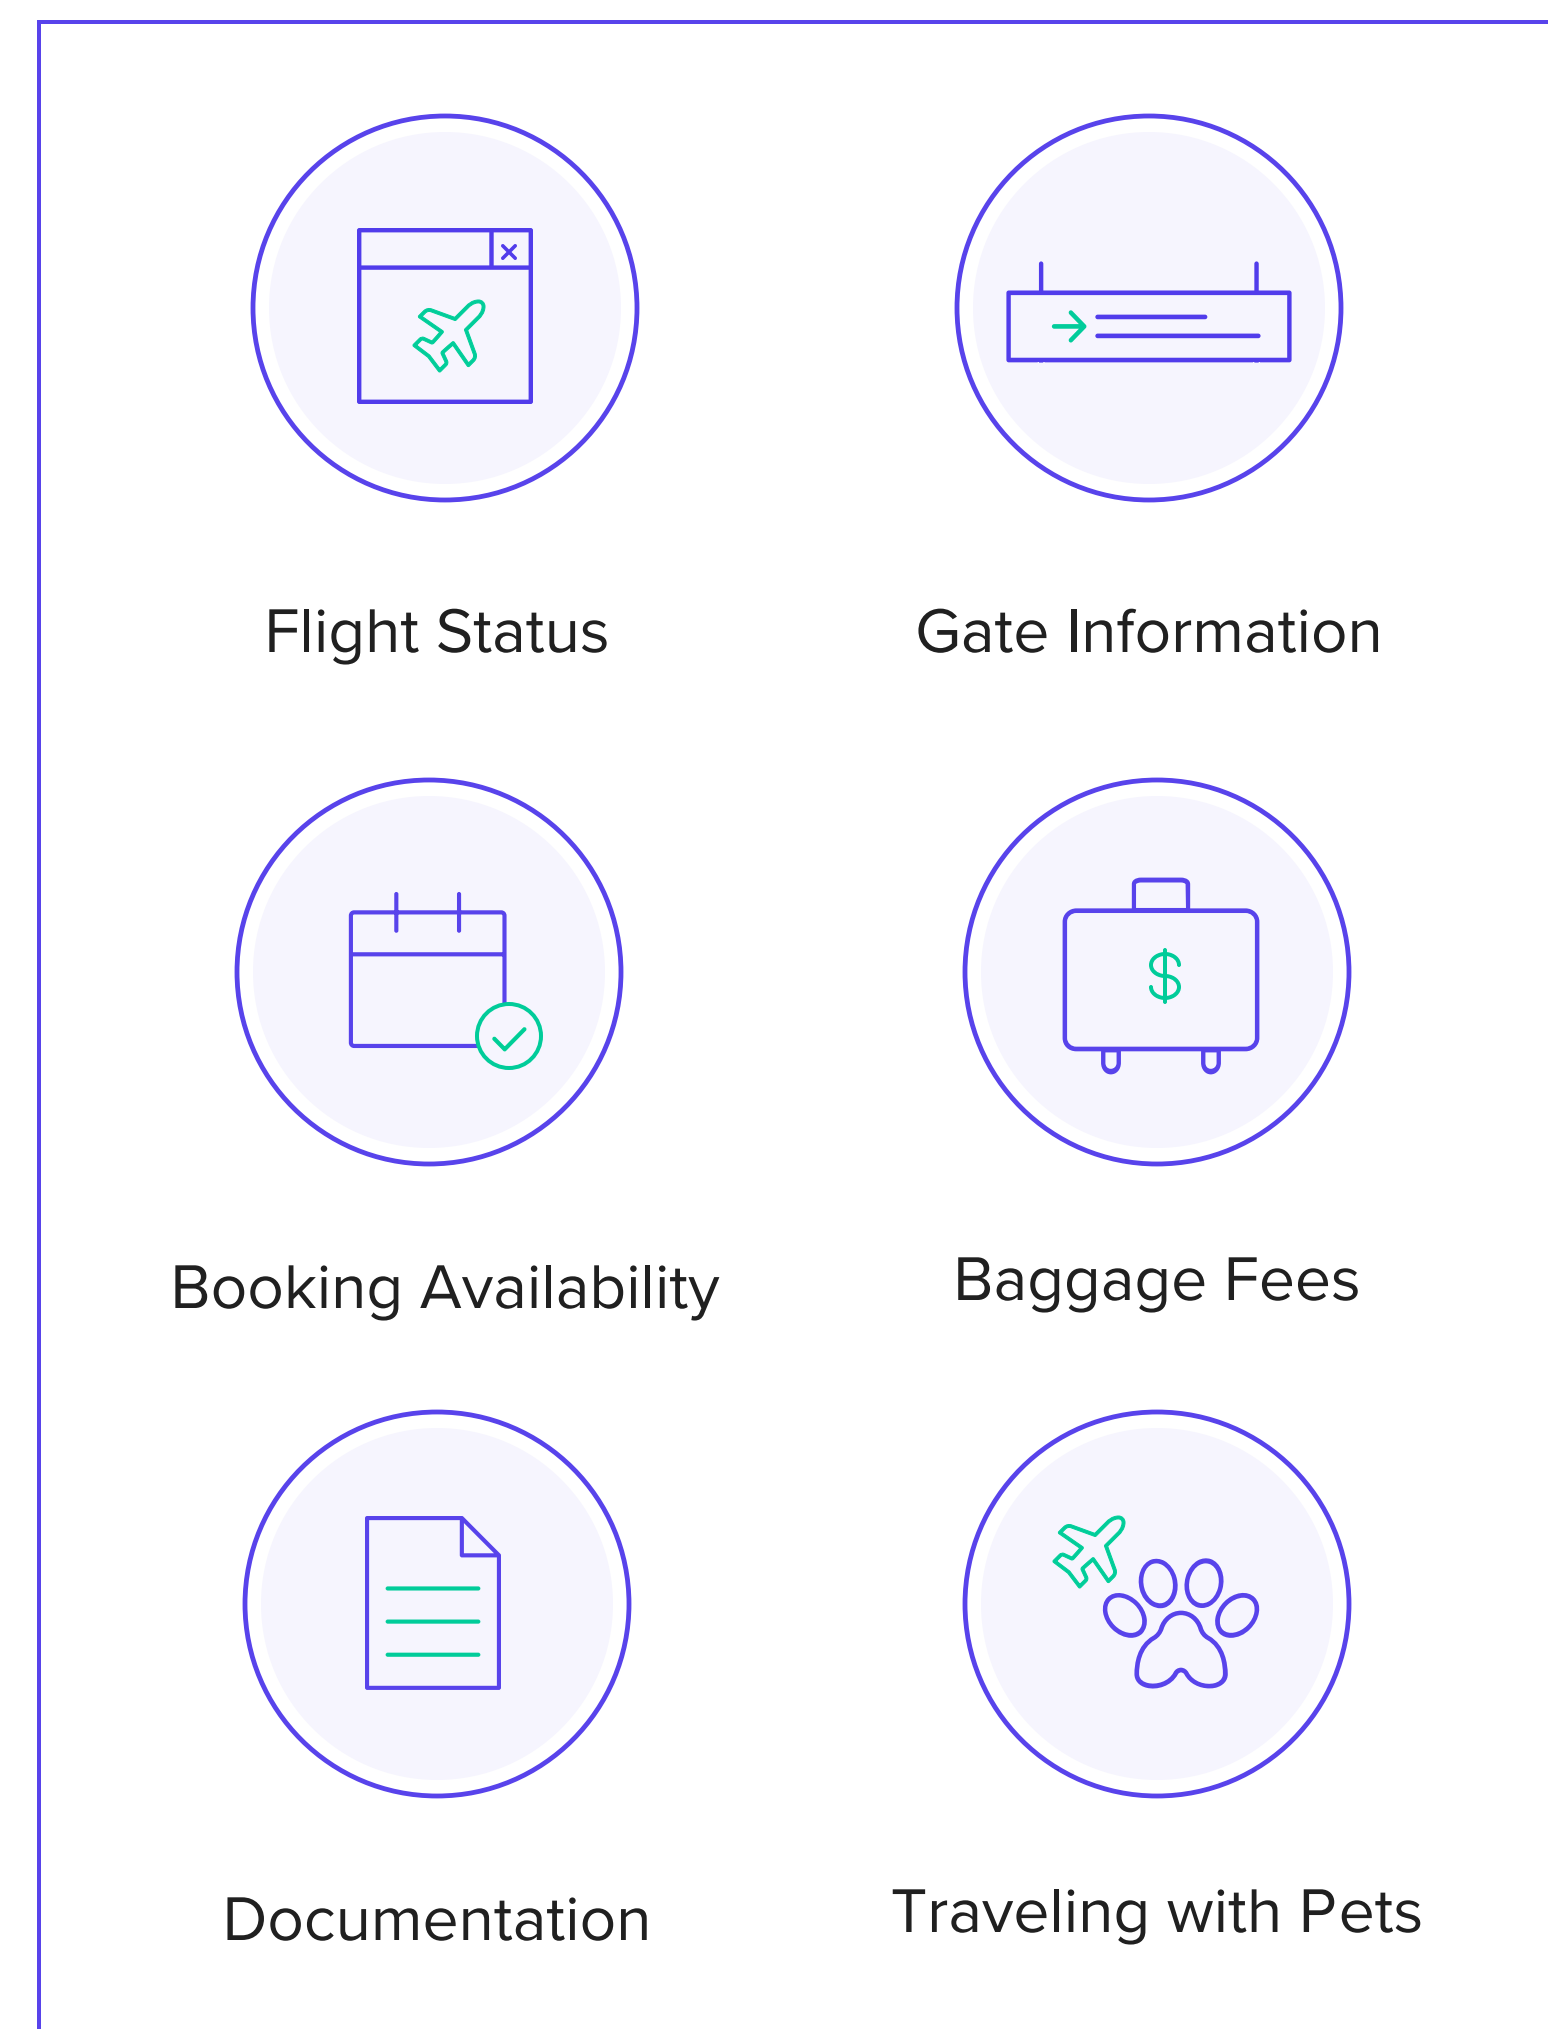 Flight Status
Gate Information
Booking Availability
Baggage Fees
Documentation
Traveling with Pets